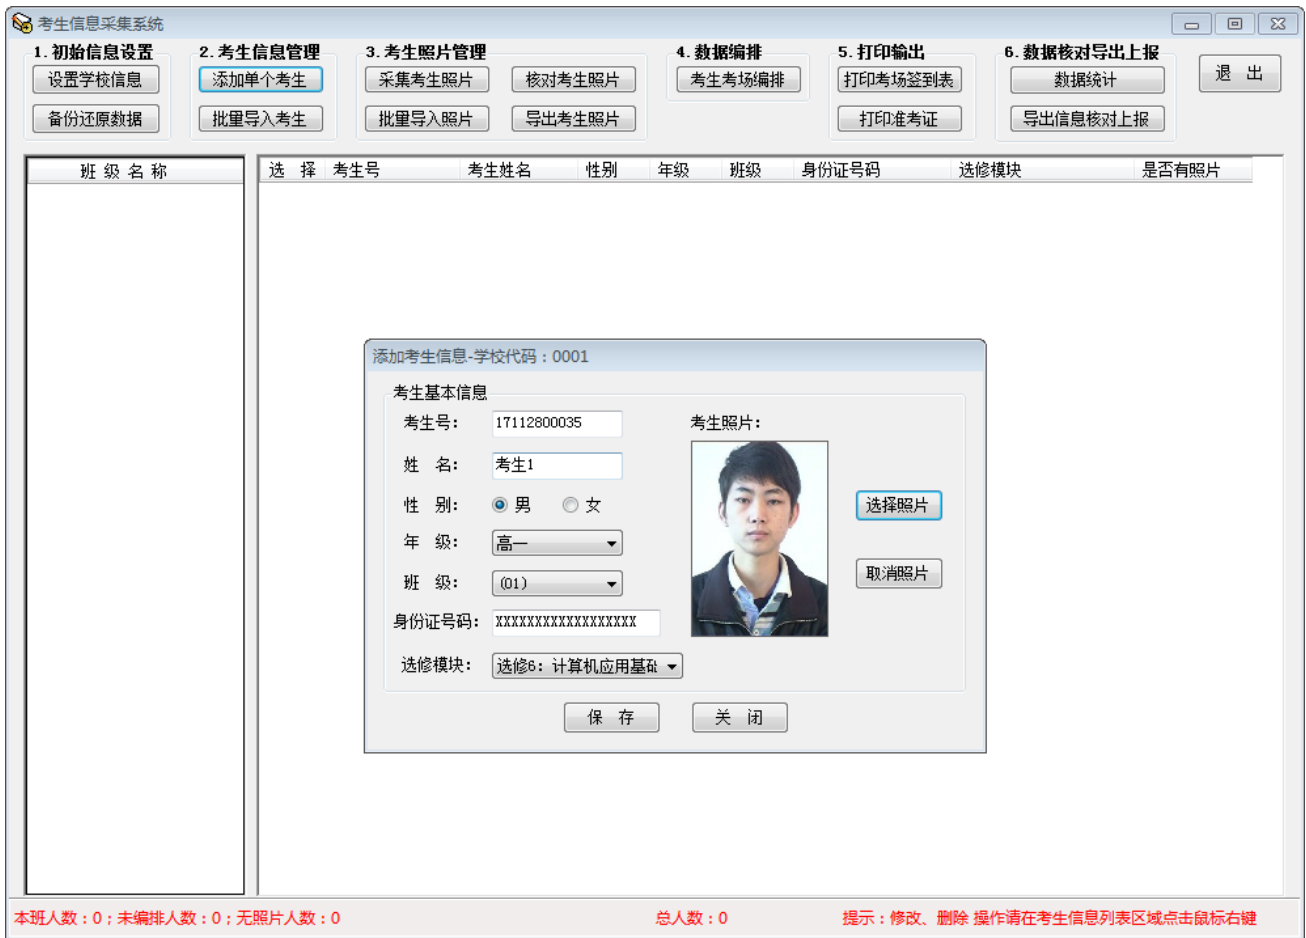 考生信息采集系统
1.初始信息设置 2.考生信息管理 3.考生照片管理 4.数据编排 5.打印输出 6.数据核对导出上报
设置学校信息 添加单个考生 采集考生照片 核对考生照片 考生考场编排 打印考场签到表 数据统计 退 出
备份还原数据 批量导入考生 批量导入照片 导出考生照片 打印准考证 导出信息核对上报
班 级 名 称 选 择 考生号 考生姓名 性别 年级 班级 身份证号码 选修模块 是否有照片
添加考生信息-学校代码：0001
考生基本信息
考生号： 17112800035 考生照片：
姓 名： 考生1
性 别： 男 女 选择照片
年 级： 高一
班 级： (01) 取消照片
身份证号码： XXXXXXXXXXXXXXXXXX
选修模块： 选修6：计算机应用基础
保 存 关 闭
本班人数：0；未编排人数：0；无照片人数：0 总人数：0 提示：修改、删除 操作请在考生信息列表区域点击鼠标右键